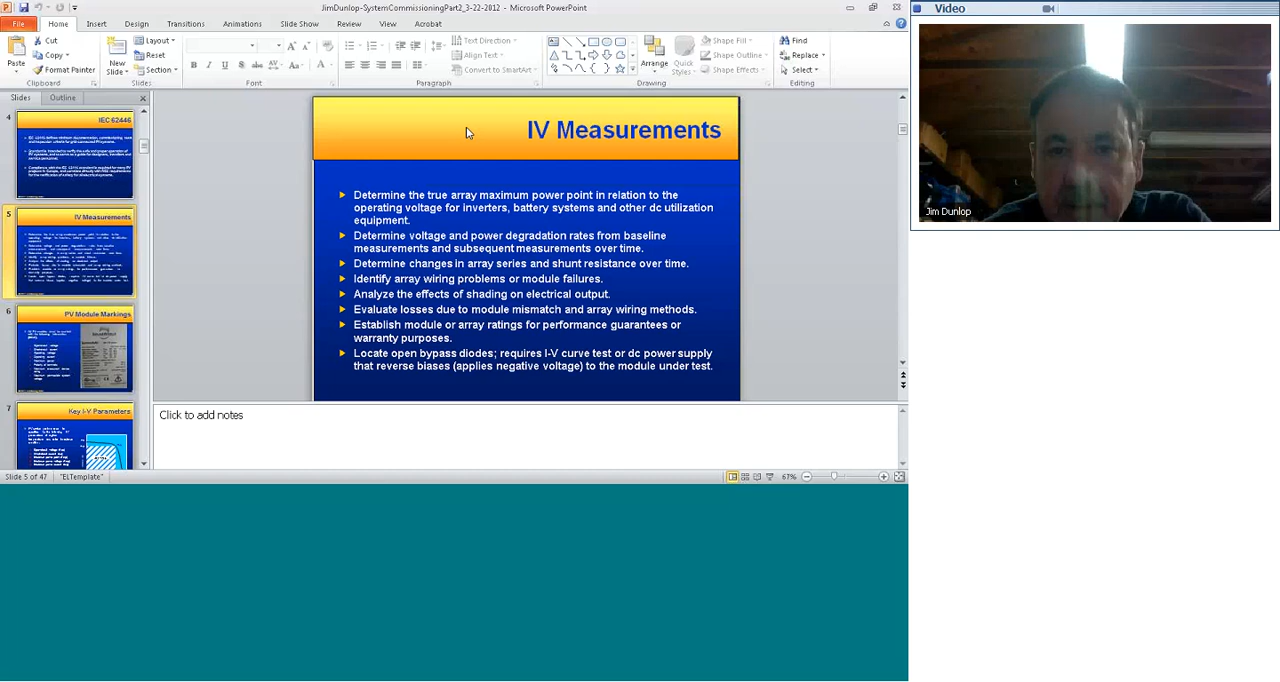 JimDunlop-SystemCommissioningPart2_3-22-2012 - Microsoft PowerPoint
File Home Insert Design Transitions Animations Slide Show Review View Acrobat
Paste
Cut
Copy
Format Painter
Clipboard
New Slide
Layout
Reset
Section
Slides
B I U S abc AV Aa A
Font
Paragraph
Text Direction
Align Text
Convert to SmartArt
Arrange
Quick Styles
Shape Fill
Shape Outline
Shape Effects
Drawing
Find
Replace
Select
Editing
Slides Outline
4
IEC 62446
5
IV Measurements
6
PV Module Markings
7
Key I-V Parameters
IV Measurements
Determine the true array maximum power point in relation to the
operating voltage for inverters, battery systems and other dc utilization
equipment.
Determine voltage and power degradation rates from baseline
measurements and subsequent measurements over time.
Determine changes in array series and shunt resistance over time.
Identify array wiring problems or module failures.
Analyze the effects of shading on electrical output.
Evaluate losses due to module mismatch and array wiring methods.
Establish module or array ratings for performance guarantees or
warranty purposes.
Locate open bypass diodes; requires I-V curve test or dc power supply
that reverse biases (applies negative voltage) to the module under test.
Click to add notes
Slide 5 of 47 "ELTemplate" 67%
Video
Jim Dunlop